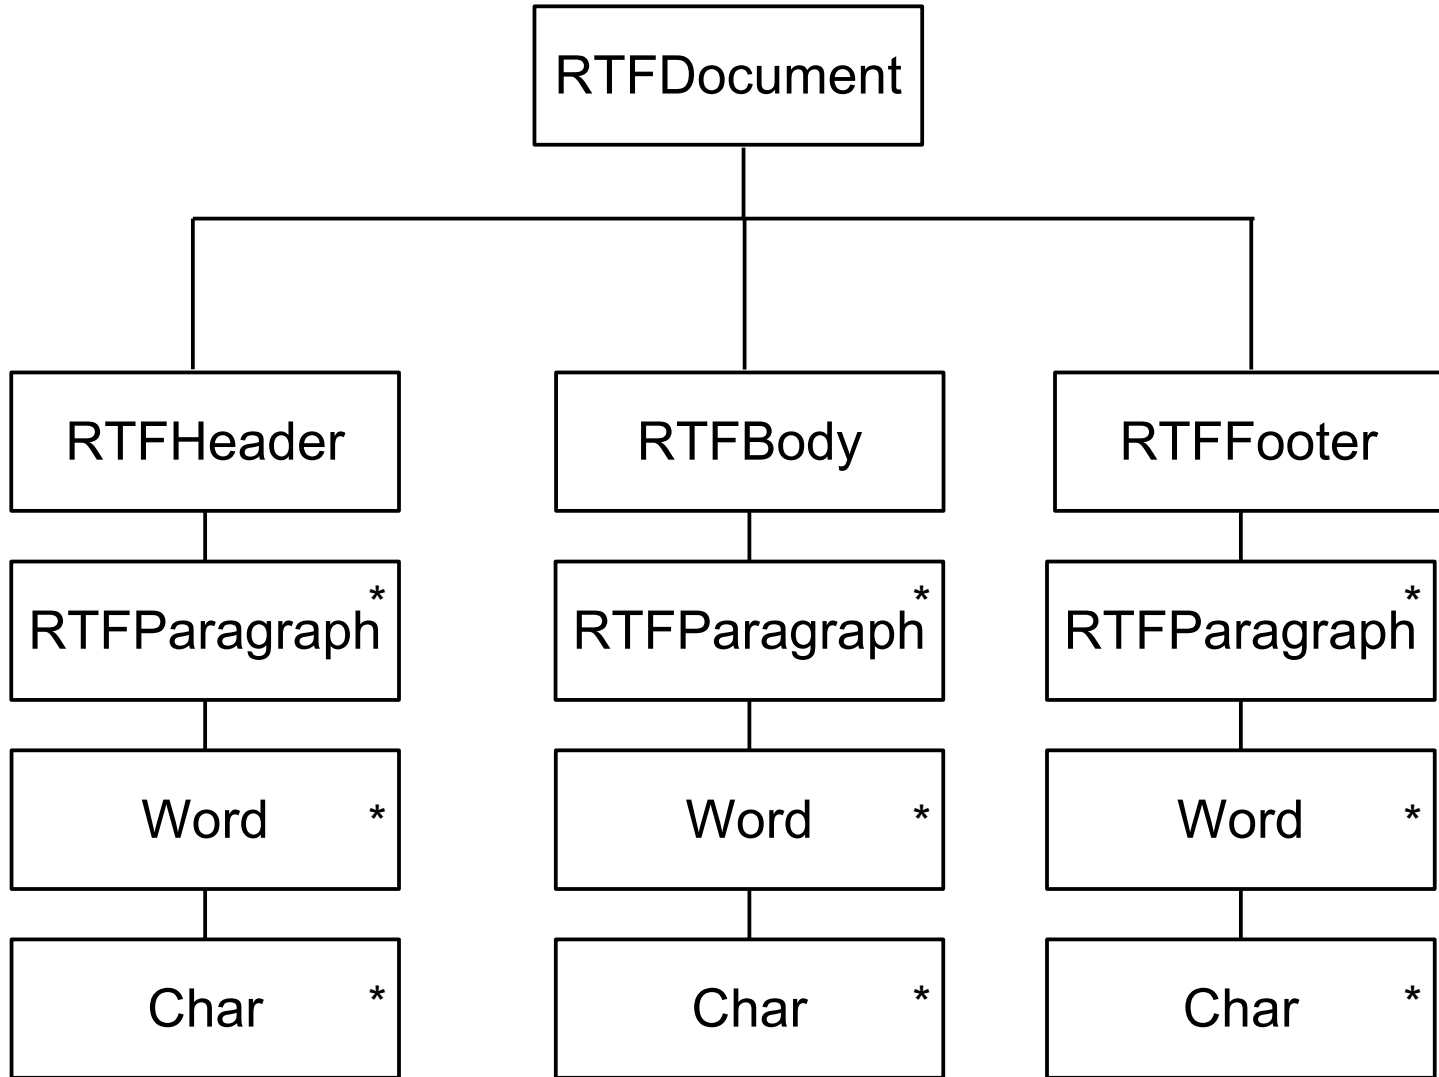 RTFDocument
RTFHeader
RTFBody
RTFFooter
RTFParagraph*
RTFParagraph*
RTFParagraph*
Word *
Word *
Word *
Char *
Char *
Char *